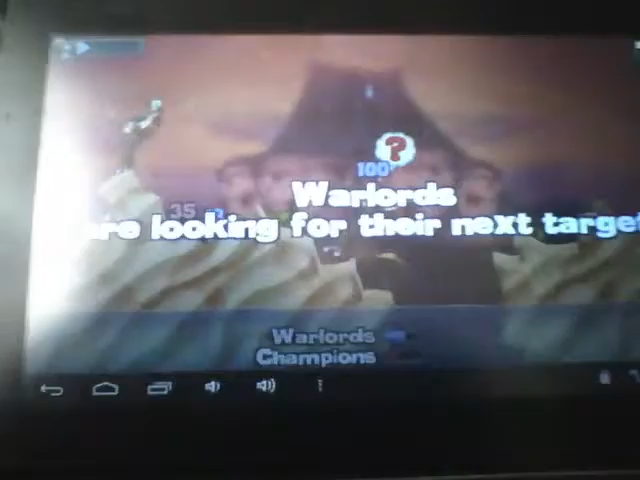 ?
100
35
Warlords
are looking for their next target
Warlords
Champions